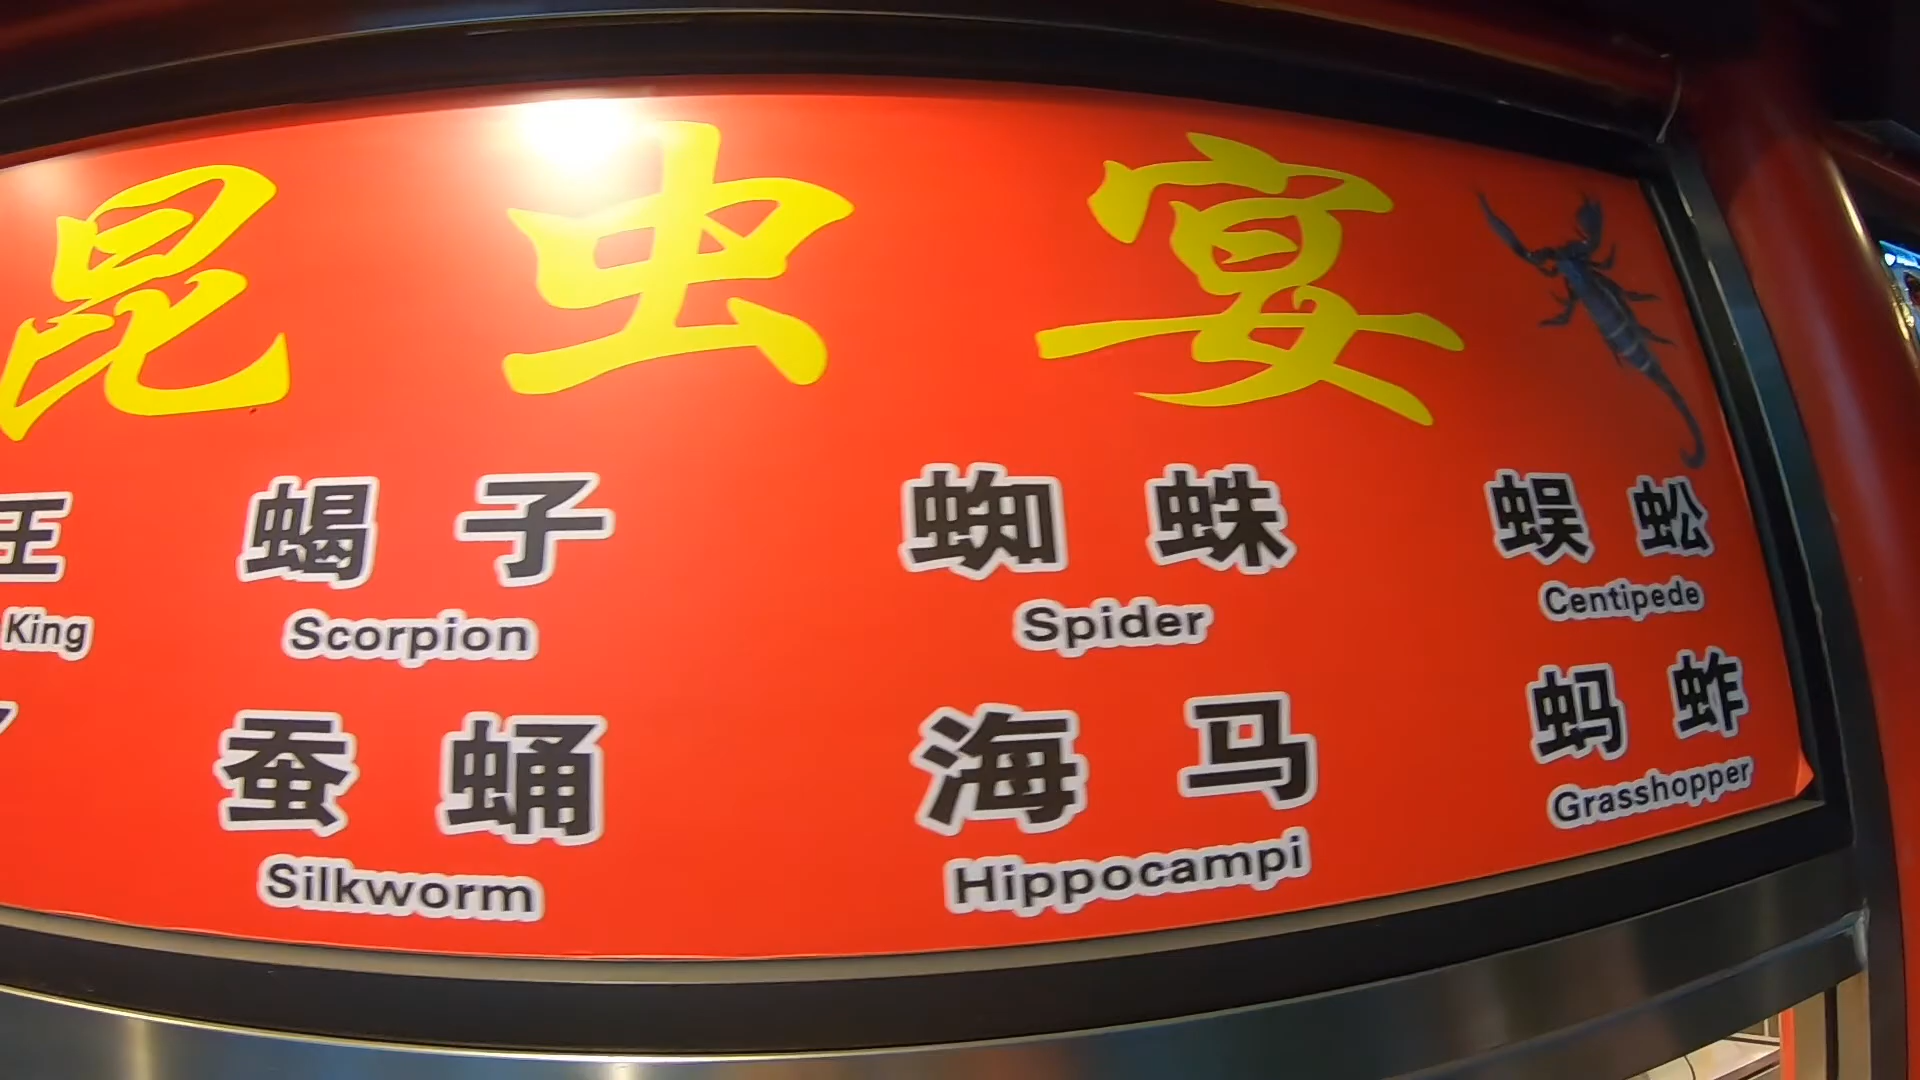 昆虫宴
王 蝎子 蜘蛛 蜈蚣
King Scorpion Spider Centipede
蚕蛹 海马 蚂蚱
Silkworm Hippocampi Grasshopper